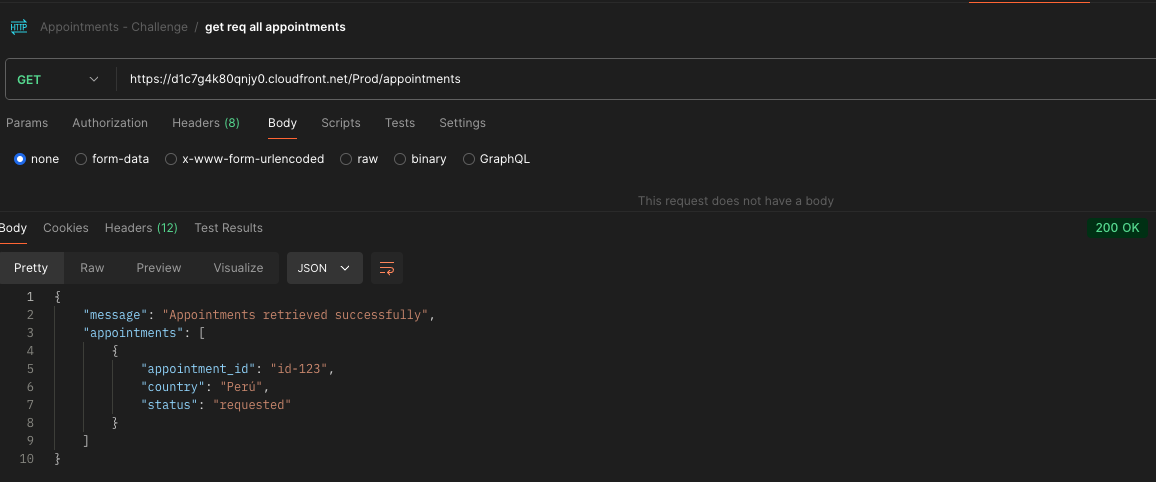 HTTP Appointments - Challenge / get req all appointments
GET https://d1c7g4k80qnjy0.cloudfront.net/Prod/appointments
Params Authorization Headers (8) Body Scripts Tests Settings
none form-data x-www-form-urlencoded raw binary GraphQL
This request does not have a body
Body Cookies Headers (12) Test Results 200 OK
Pretty Raw Preview Visualize JSON
1 {
2 "message": "Appointments retrieved successfully",
3 "appointments": [
4 {
5 "appointment_id": "id-123",
6 "country": "Perú",
7 "status": "requested"
8 }
9 ]
10 }